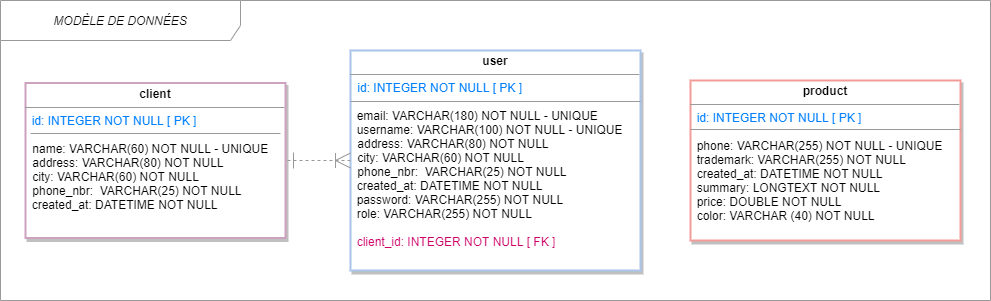 MODÈLE DE DONNÉES
client
id: INTEGER NOT NULL [ PK ]
name: VARCHAR(60) NOT NULL - UNIQUE
address: VARCHAR(80) NOT NULL
city: VARCHAR(60) NOT NULL
phone_nbr:  VARCHAR(25) NOT NULL
created_at: DATETIME NOT NULL
user
id: INTEGER NOT NULL [ PK ]
email: VARCHAR(180) NOT NULL - UNIQUE
username: VARCHAR(100) NOT NULL - UNIQUE
address: VARCHAR(80) NOT NULL
city: VARCHAR(60) NOT NULL
phone_nbr:  VARCHAR(25) NOT NULL
created_at: DATETIME NOT NULL
password: VARCHAR(255) NOT NULL
role: VARCHAR(255) NOT NULL
client_id: INTEGER NOT NULL [ FK ]
product
id: INTEGER NOT NULL [ PK ]
phone: VARCHAR(255) NOT NULL - UNIQUE
trademark: VARCHAR(255) NOT NULL
created_at: DATETIME NOT NULL
summary: LONGTEXT NOT NULL
price: DOUBLE NOT NULL
color: VARCHAR (40) NOT NULL